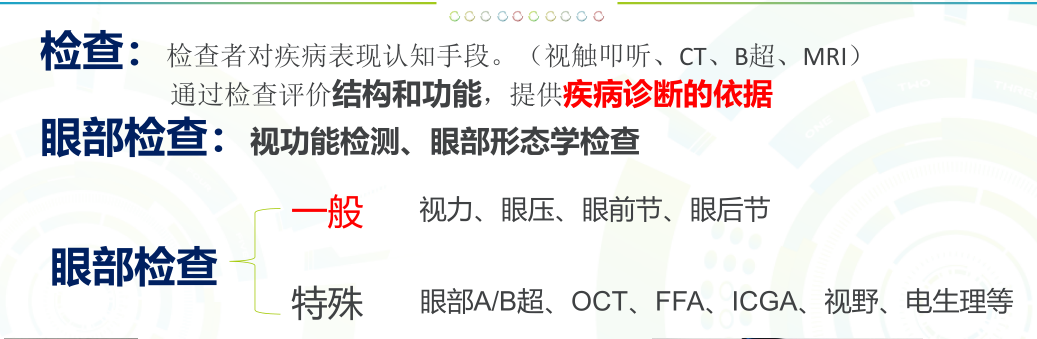 检查：检查者对疾病表现认知手段。（视触叩听、CT、B超、MRI）
通过检查评价结构和功能，提供疾病诊断的依据
眼部检查：视功能检测、眼部形态学检查
一般 视力、眼压、眼前节、眼后节
眼部检查
特殊 眼部A/B超、OCT、FFA、ICGA、视野、电生理等